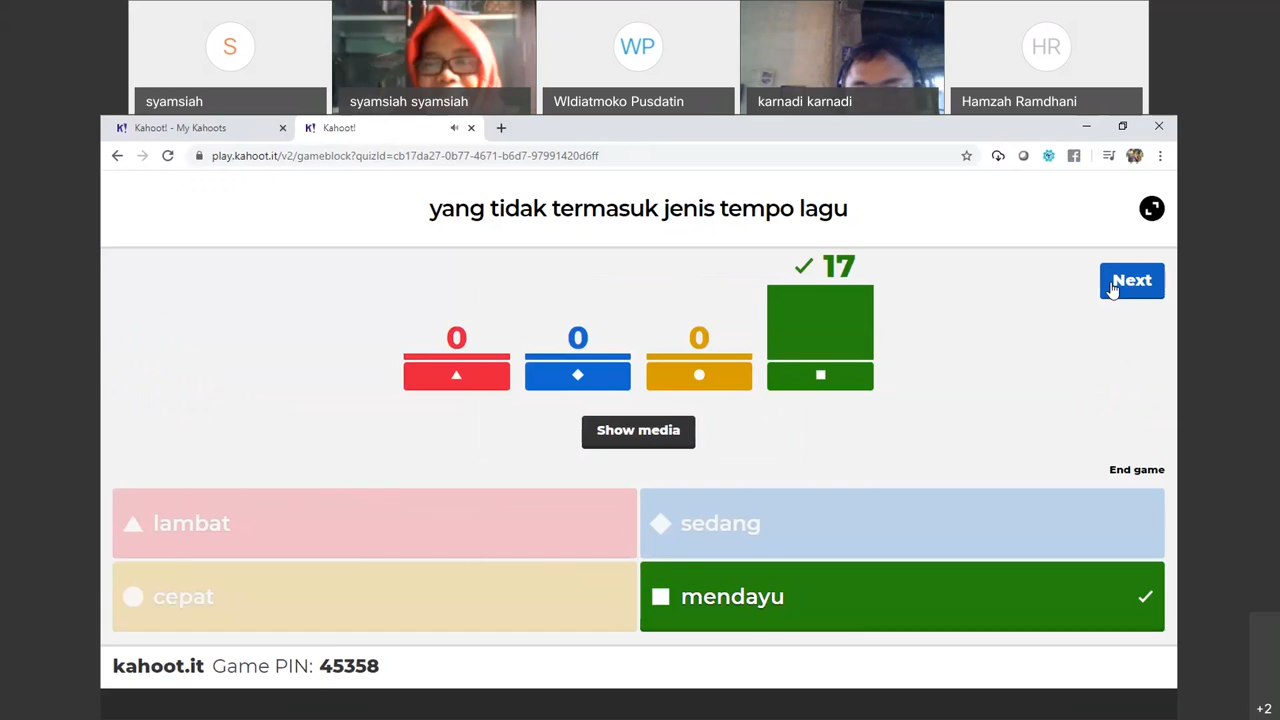 S
WP
HR
syamsiah
syamsiah syamsiah
WIdiatmoko Pusdatin
karnadi karnadi
Hamzah Ramdhani
K! Kahoot! - My Kahoots
K! Kahoot!
play.kahoot.it/v2/gameblock?quizId=cb17da27-0b77-4671-b6d7-97991420d6ff
yang tidak termasuk jenis tempo lagu
17
Next
0
0
0
Show media
End game
lambat
sedang
cepat
mendayu
kahoot.it Game PIN: 45358
+2